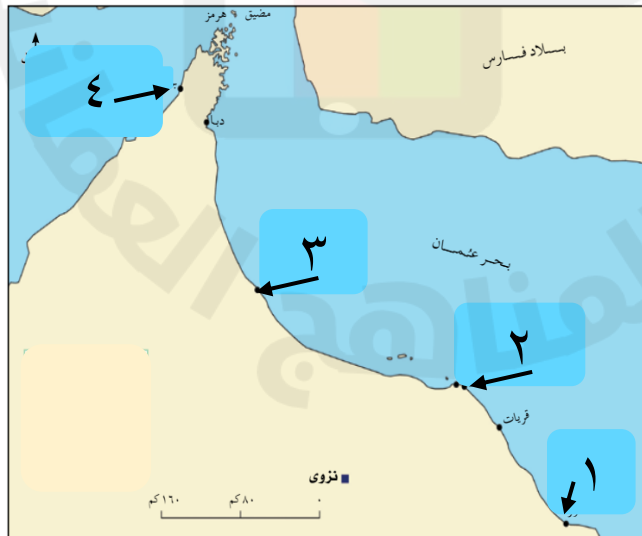 مضيق هرمز
بلاد فارس
٤
دبا
٣
بحر عُمان
٢
قريات
١
نزوى
١٦٠ كم ٨٠ كم ٠